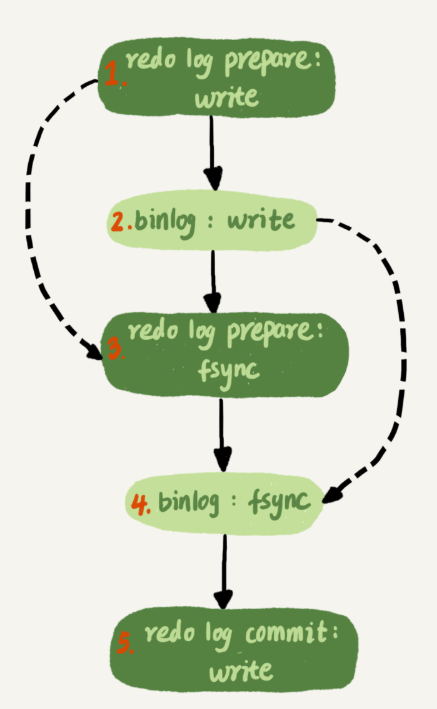 1. redo log prepare:
write
2. binlog : write
3. redo log prepare:
fsync
4. binlog : fsync
5. redo log commit:
write